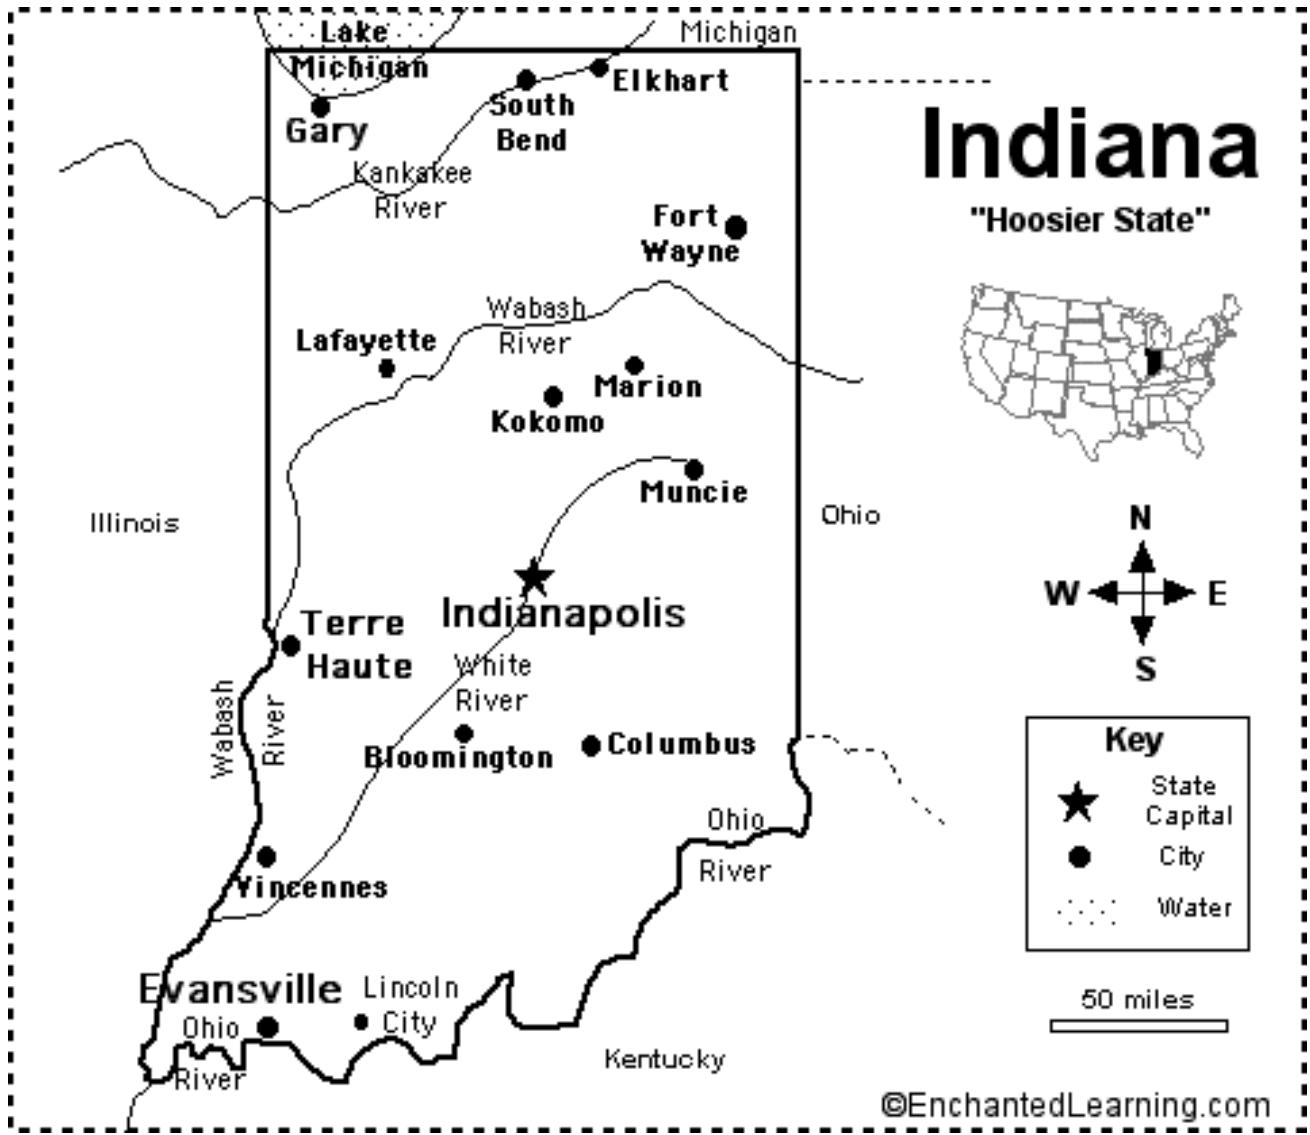 Lake
Michigan
Michigan
Elkhart
South
Bend
Gary
Kankakee
River
Indiana
"Hoosier State"
Fort
Wayne
Wabash
River
Lafayette
Marion
Kokomo
Muncie
Illinois
Ohio
N
W E
S
Indianapolis
Terre
Haute
White
River
Wabash
River
Bloomington
Columbus
Key
State
Capital
City
Water
Ohio
River
Vincennes
Evansville
Lincoln
City
Ohio
River
Kentucky
50 miles
©EnchantedLearning.com